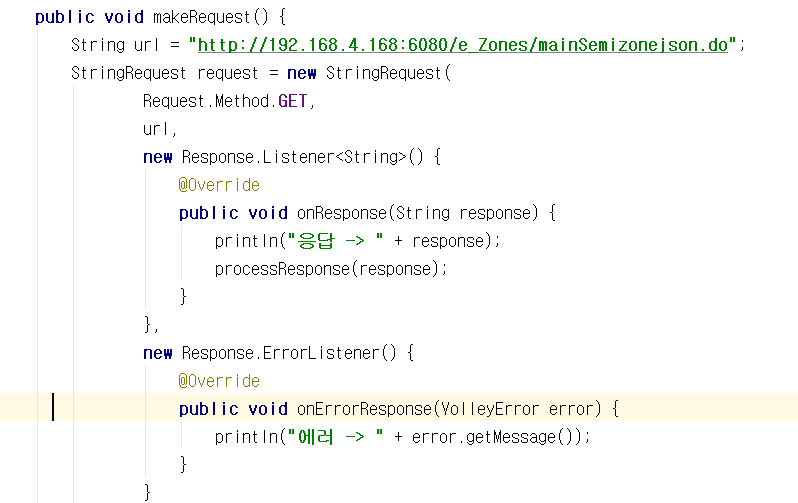 public void makeRequest() {
String url = "http://192.168.4.168:6080/e_Zones/mainSemizonejson.do";
StringRequest request = new StringRequest(
Request.Method.GET,
url,
new Response.Listener<String>() {
@Override
public void onResponse(String response) {
println("응답 -> " + response);
processResponse(response);
}
},
new Response.ErrorListener() {
@Override
public void onErrorResponse(VolleyError error) {
println("에러 -> " + error.getMessage());
}
}